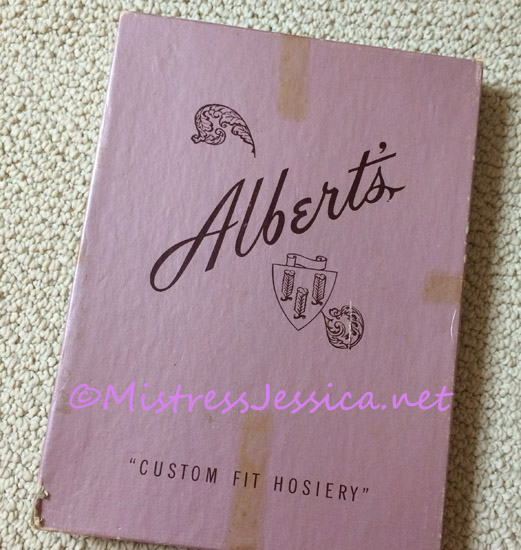 Albert's
©MistressJessica.net
"CUSTOM FIT HOSIERY"